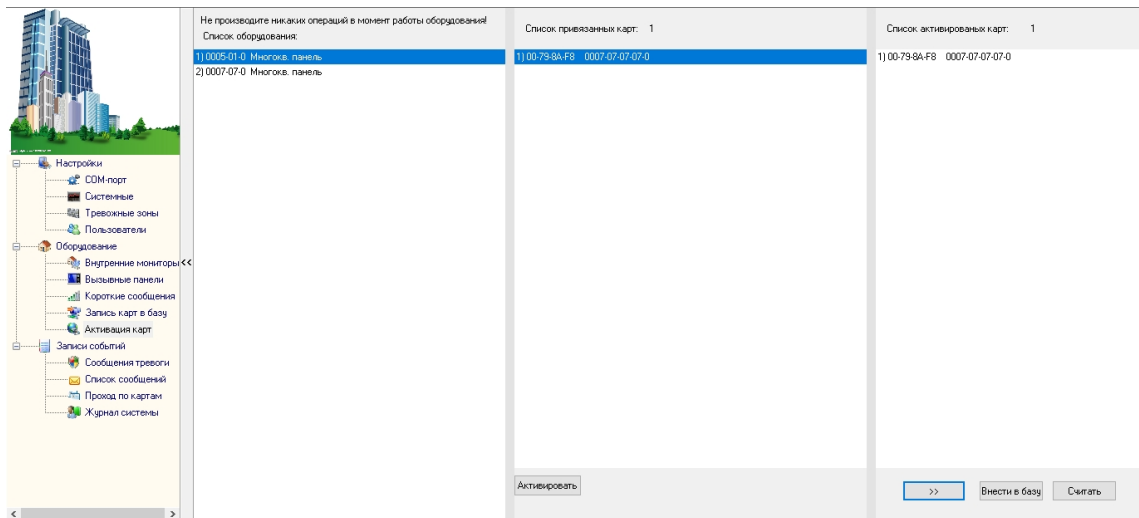 Не производите никаких операций в момент работы оборудования!
Список оборудования:
1) 0005-01-0 Многокв. панель
2) 0007-07-0 Многокв. панель
Список привязанных карт: 1
1) 00-79-8A-F8 0007-07-07-07-0
Список активированых карт: 1
1) 00-79-8A-F8 0007-07-07-07-0
Настройки
COM-порт
Системные
Тревожные зоны
Пользователи
Оборудование
Внутренние мониторы
<<
Вызывные панели
Короткие сообщения
Запись карт в базу
Активация карт
Записи событий
Сообщения тревоги
Список сообщений
Проход по картам
Журнал системы
Активировать
>>
Внести в базу
Считать